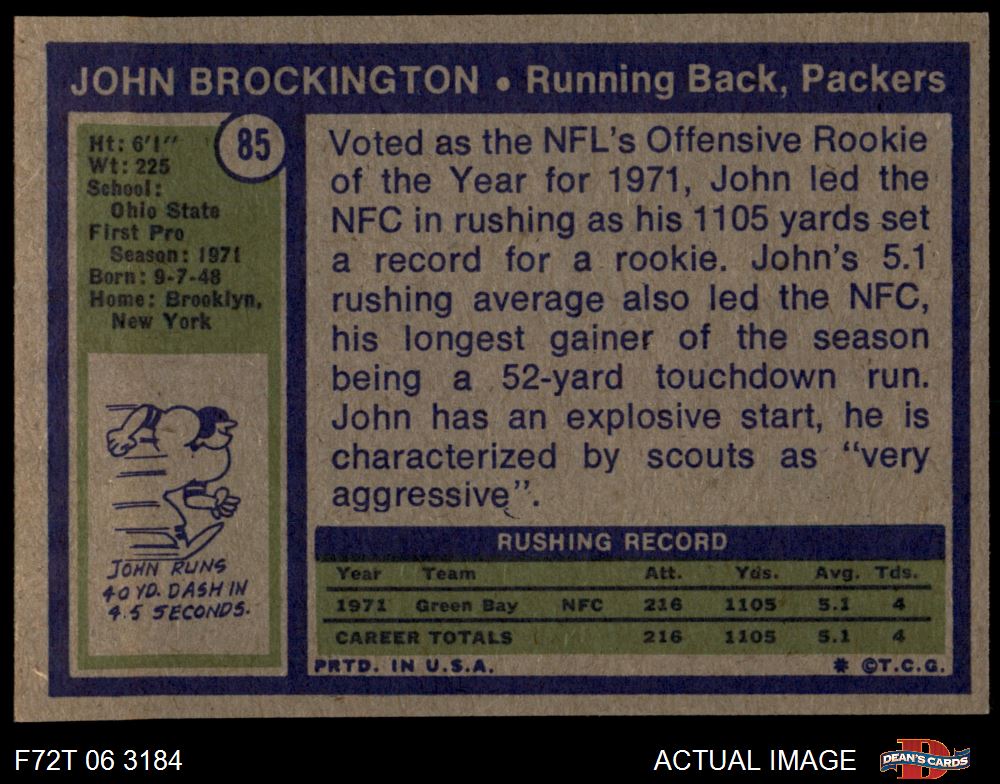 JOHN BROCKINGTON • Running Back, Packers
85
Ht: 6'1"
Wt: 225
School:
Ohio State
First Pro
Season: 1971
Born: 9-7-48
Home: Brooklyn,
New York
JOHN RUNS
40 YD. DASH IN
4.5 SECONDS.
Voted as the NFL's Offensive Rookie
of the Year for 1971, John led the
NFC in rushing as his 1105 yards set
a record for a rookie. John's 5.1
rushing average also led the NFC,
his longest gainer of the season
being a 52-yard touchdown run.
John has an explosive start, he is
characterized by scouts as "very
aggressive".
RUSHING RECORD
Year Team Att. Yds. Avg. Tds.
1971 Green Bay NFC 216 1105 5.1 4
CAREER TOTALS 216 1105 5.1 4
PRTD. IN U.S.A. * ©T.C.G.
F72T 06 3184 ACTUAL IMAGE DEAN'S CARDS